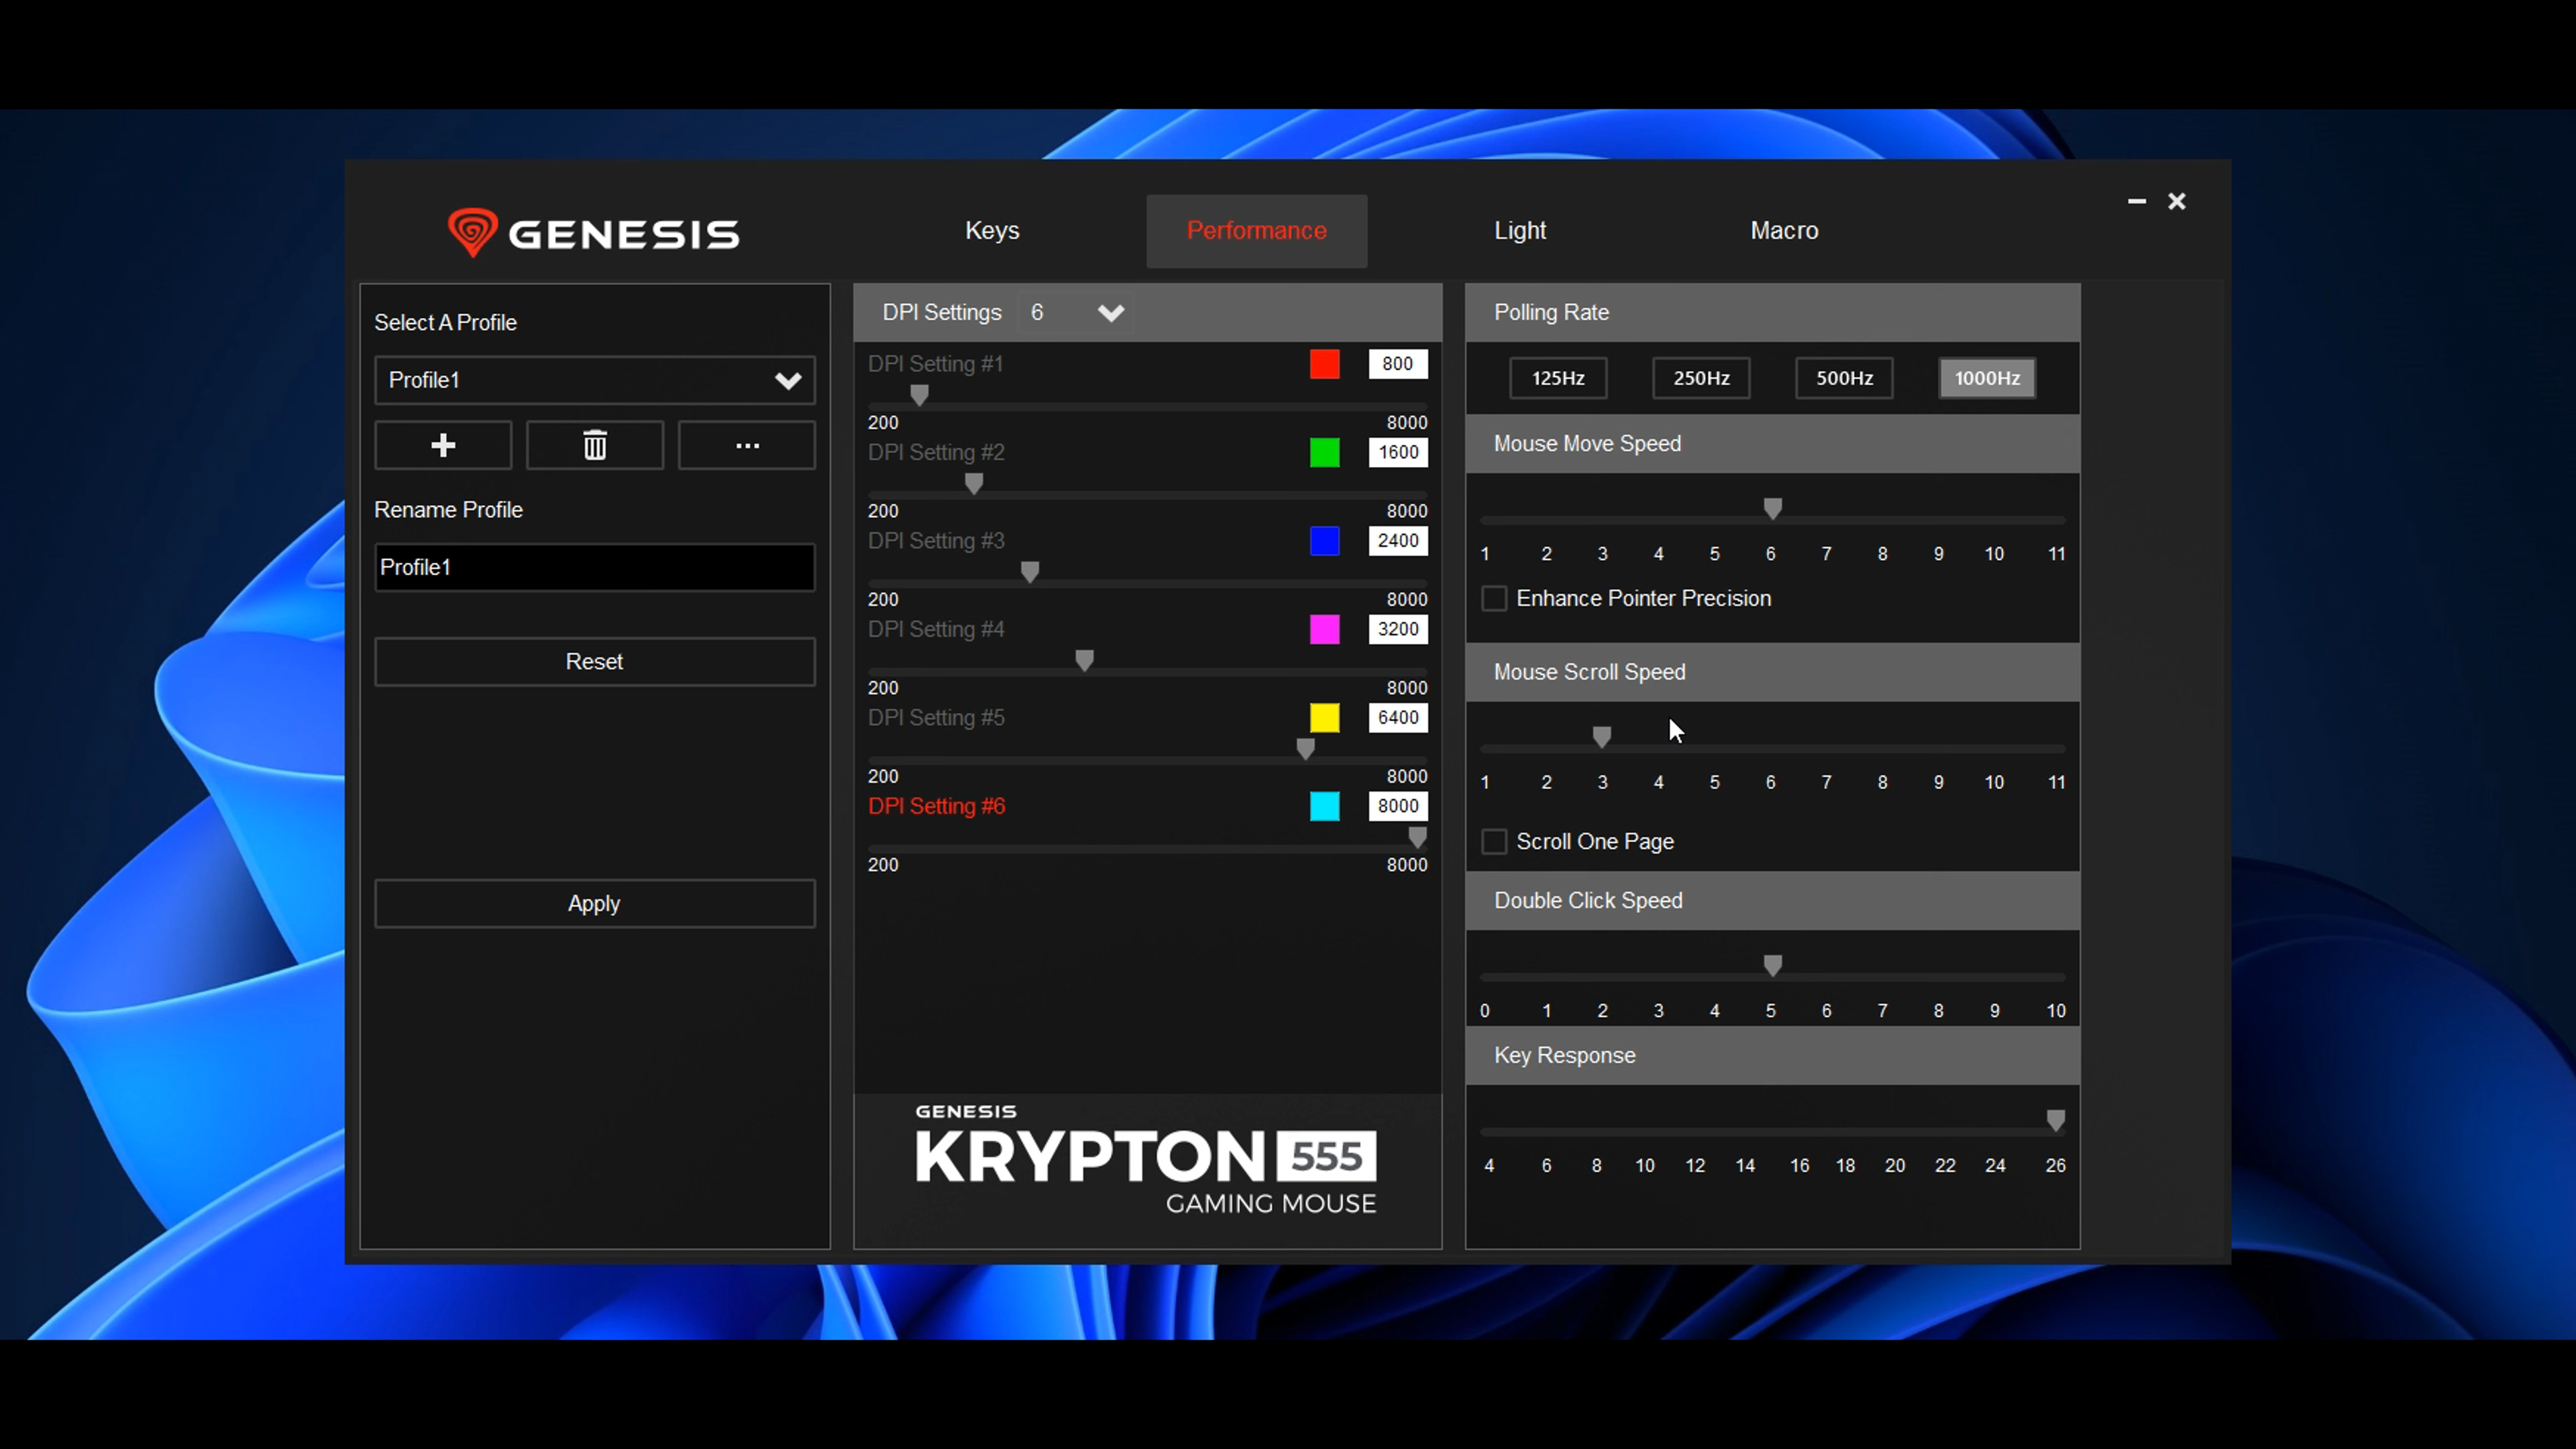 GENESIS
Keys
Performance
Light
Macro
Select A Profile
Profile1
...
Rename Profile
Profile1
Reset
Apply
DPI Settings 6
DPI Setting #1 800
200 8000
DPI Setting #2 1600
200 8000
DPI Setting #3 2400
200 8000
DPI Setting #4 3200
200 8000
DPI Setting #5 6400
200 8000
DPI Setting #6 8000
200 8000
GENESIS
KRYPTON 555
GAMING MOUSE
Polling Rate
125Hz 250Hz 500Hz 1000Hz
Mouse Move Speed
1 2 3 4 5 6 7 8 9 10 11
Enhance Pointer Precision
Mouse Scroll Speed
1 2 3 4 5 6 7 8 9 10 11
Scroll One Page
Double Click Speed
0 1 2 3 4 5 6 7 8 9 10
Key Response
4 6 8 10 12 14 16 18 20 22 24 26